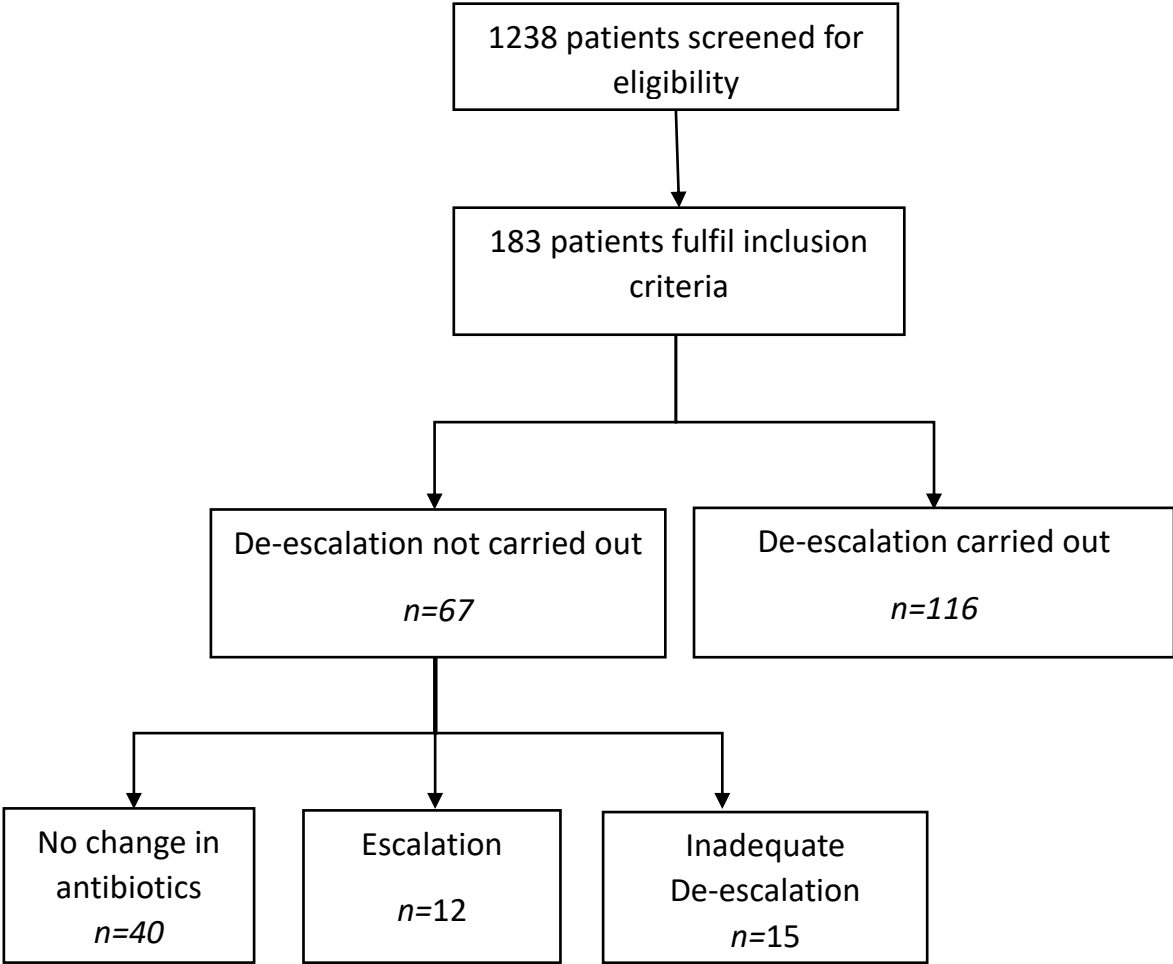 1238 patients screened for
eligibility
183 patients fulfil inclusion
criteria
De-escalation not carried out
n=67
De-escalation carried out
n=116
No change in
antibiotics
n=40
Escalation
n=12
Inadequate
De-escalation
n=15